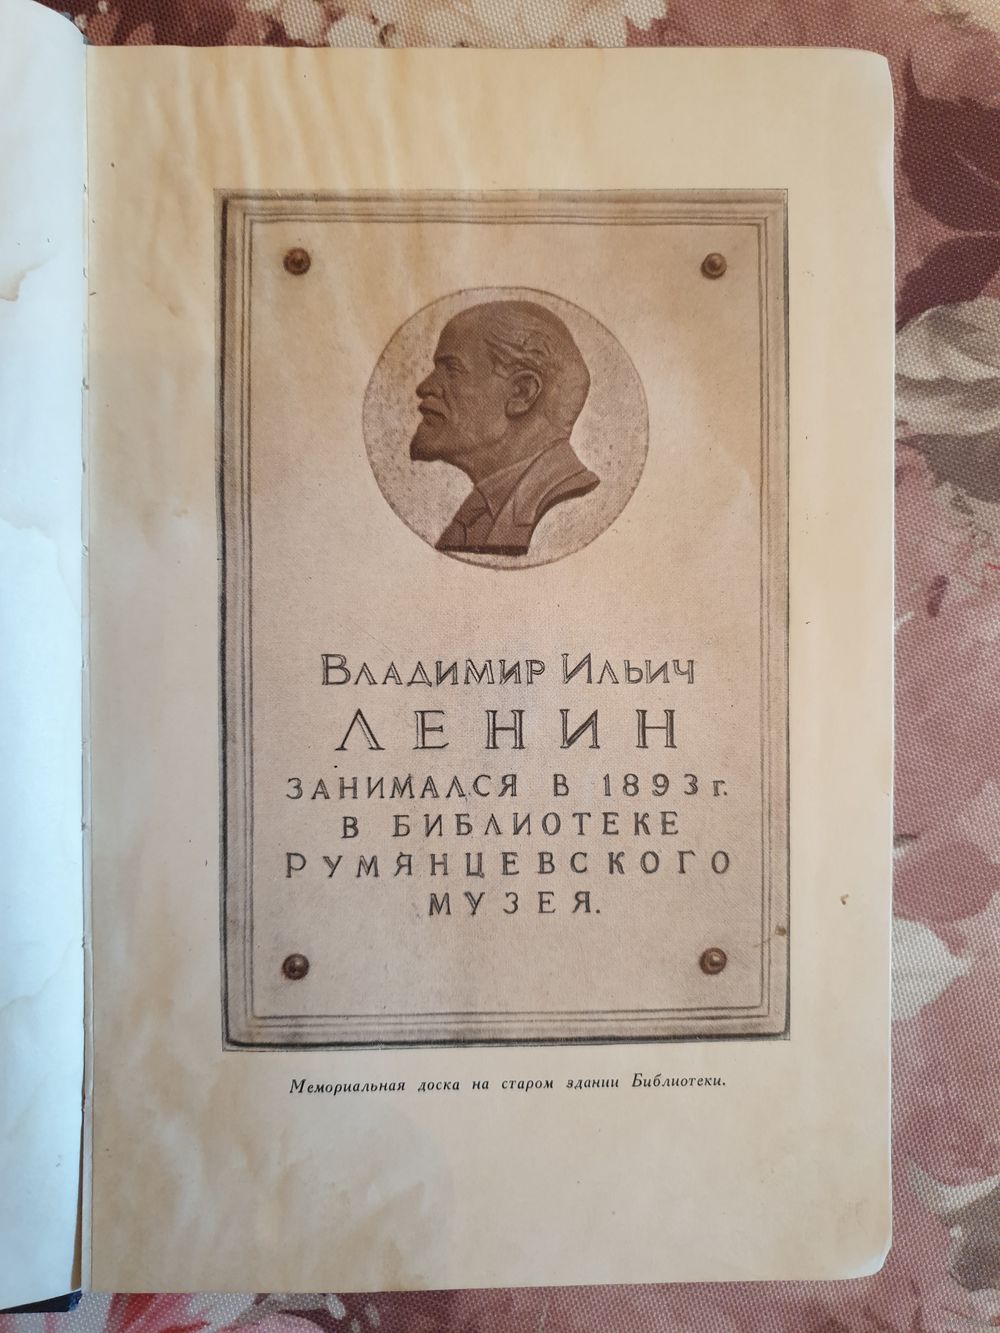 Владимир Ильич
ЛЕНИН
ЗАНИМАЛСЯ В 1893 г.
В БИБЛИОТЕКЕ
РУМЯНЦЕВСКОГО
МУЗЕЯ.
Мемориальная доска на старом здании Библиотеки.